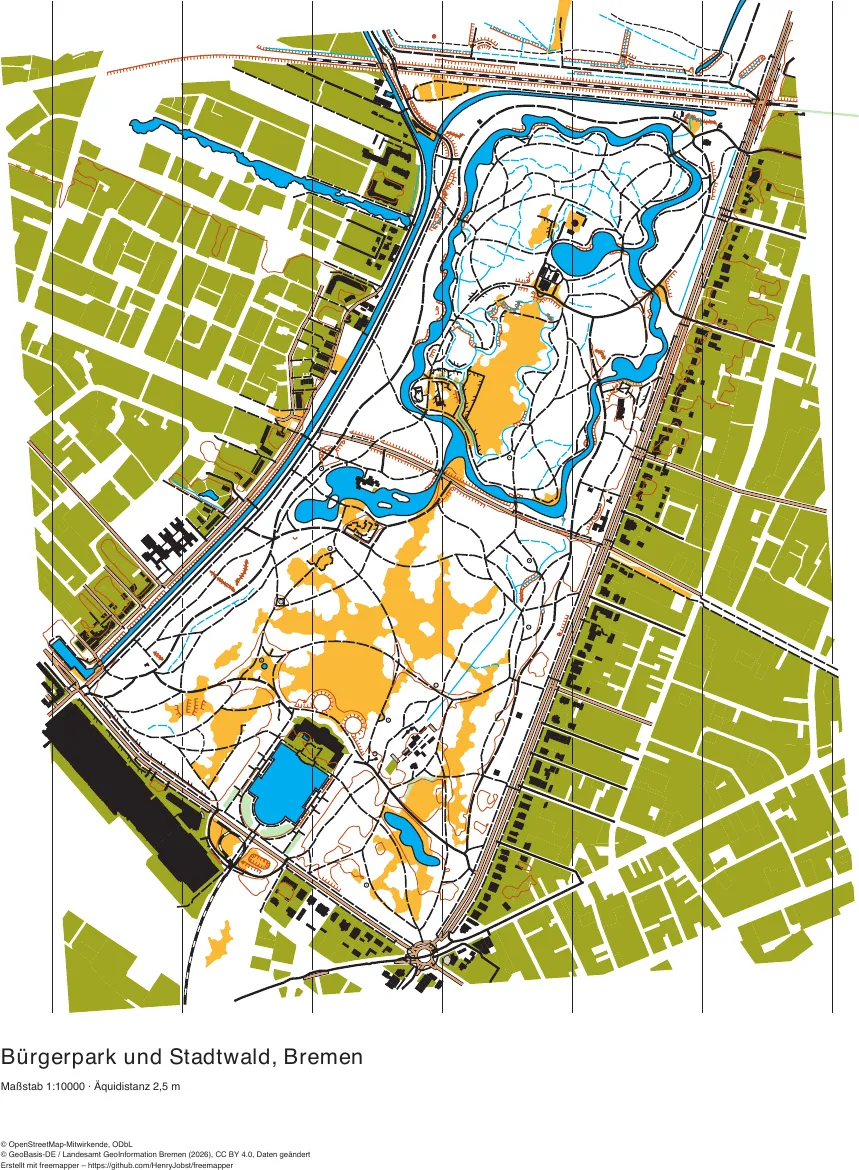 Bürgerpark und Stadtwald, Bremen
Maßstab 1:10000 · Äquidistanz 2,5 m
© OpenStreetMap-Mitwirkende, ODbL
© GeoBasis-DE / Landesamt GeoInformation Bremen (2026), CC BY 4.0, Daten geändert
Erstellt mit freemapper – https://github.com/HenryJobst/freemapper